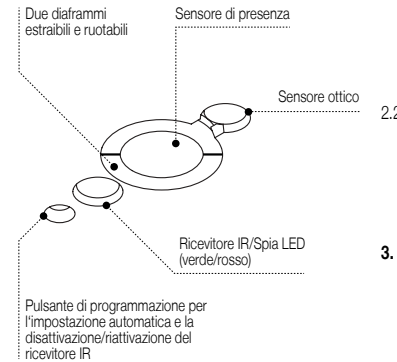 Due diaframmi
estraibili e ruotabili
Sensore di presenza
Sensore ottico
2.2
Ricevitore IR/Spia LED
(verde/rosso)
3.
Pulsante di programmazione per
l'impostazione automatica e la
disattivazione/riattivazione del
ricevitore IR